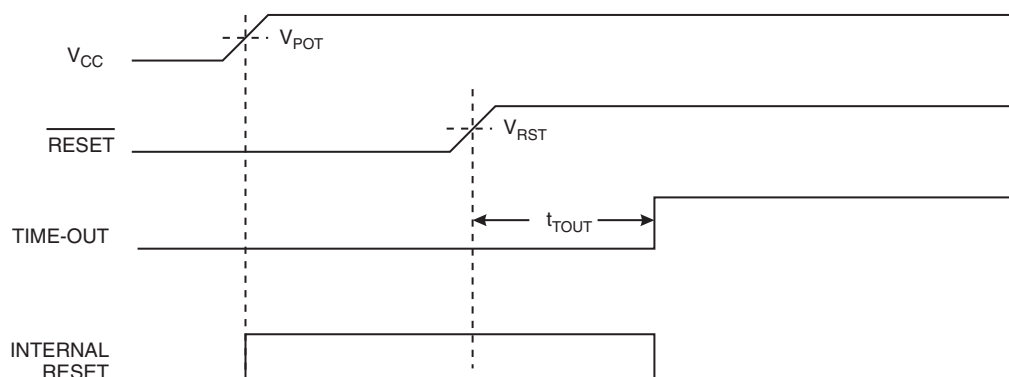 V_CC
V_POT
RESET
V_RST
TIME-OUT
t_TOUT
INTERNAL
RESET